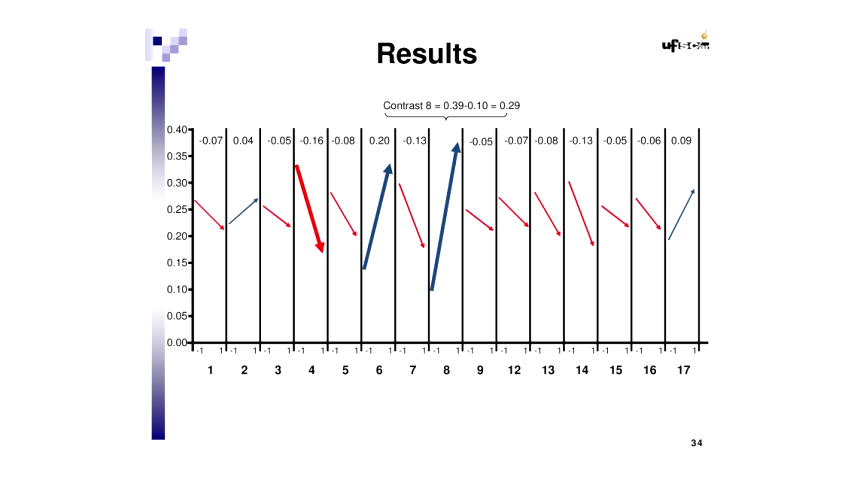 Results
Contrast 8 = 0.39-0.10 = 0.29
0.40
-0.07 0.04 -0.05 -0.16 -0.08 0.20 -0.13 -0.05 -0.07 -0.08 -0.13 -0.05 -0.06 0.09
0.35
0.30
0.25
0.20
0.15
0.10
0.05
0.00
-1 1 -1 1 -1 1 -1 1 -1 1 -1 1 -1 1 -1 1 -1 1 -1 1 -1 1 -1 1 -1 1 -1 1 -1 1
1 2 3 4 5 6 7 8 9 12 13 14 15 16 17
34